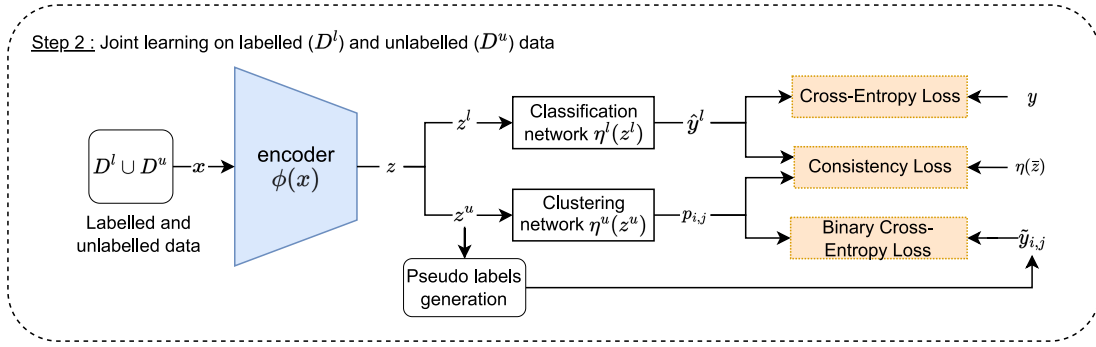 Step 2 : Joint learning on labelled (D^l) and unlabelled (D^u) data
D^l ∪ D^u
Labelled and
unlabelled data
x
encoder
ϕ(x)
z
z^l
Classification
network η^l(z^l)
ŷ^l
Cross-Entropy Loss
y
Consistency Loss
η(z̄)
z^u
Clustering
network η^u(z^u)
p_{i,j}
Binary Cross-
Entropy Loss
ỹ_{i,j}
Pseudo labels
generation